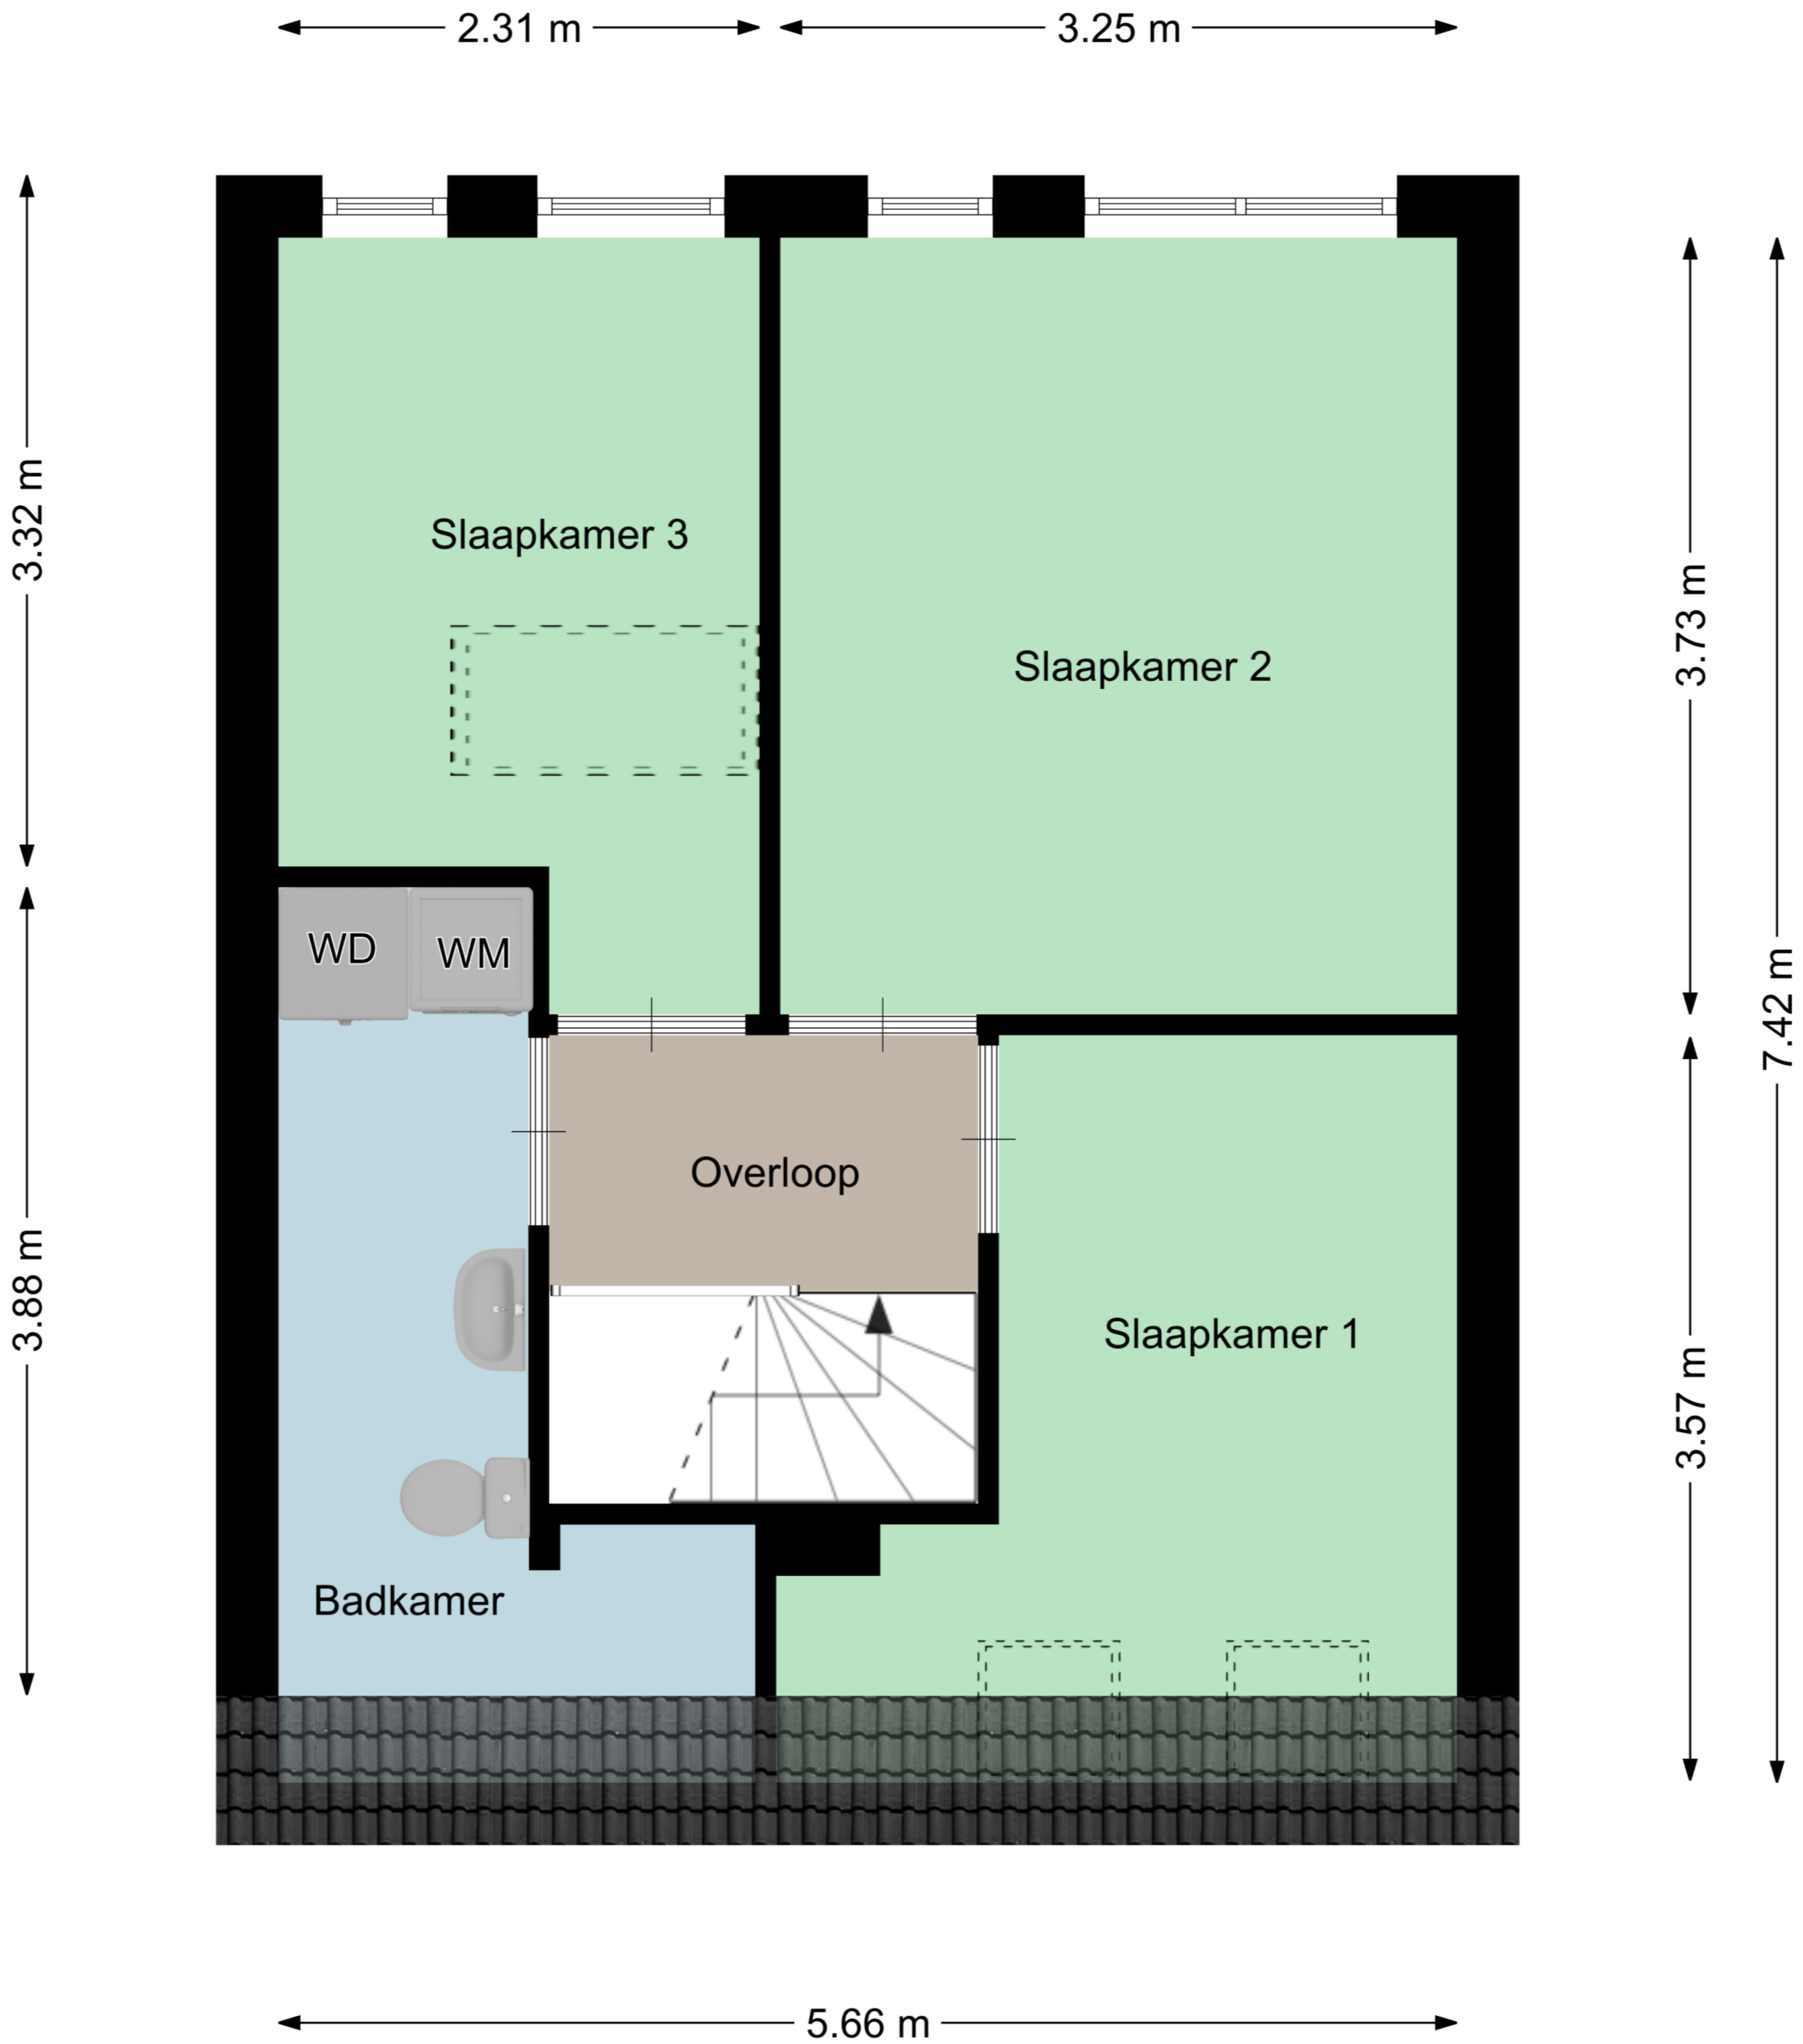 2.31 m
3.25 m
3.32 m
Slaapkamer 3
Slaapkamer 2
3.73 m
WD
WM
7.42 m
Overloop
3.88 m
Slaapkamer 1
3.57 m
Badkamer
5.66 m